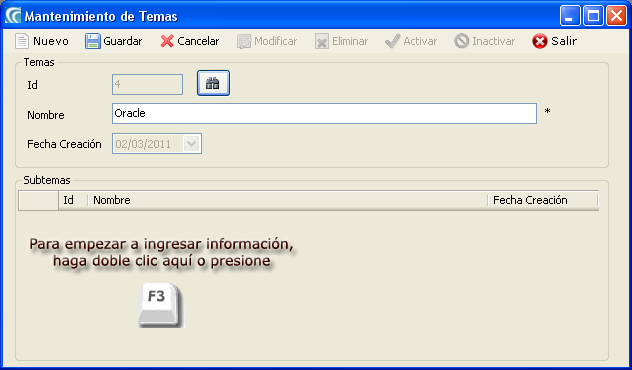 Mantenimiento de Temas
Nuevo Guardar Cancelar Modificar Eliminar Activar Inactivar Salir
Temas
Id 4
Nombre Oracle *
Fecha Creación 02/03/2011
Subtemas
Id Nombre Fecha Creación
Para empezar a ingresar información,
haga doble clic aquí o presione
F3